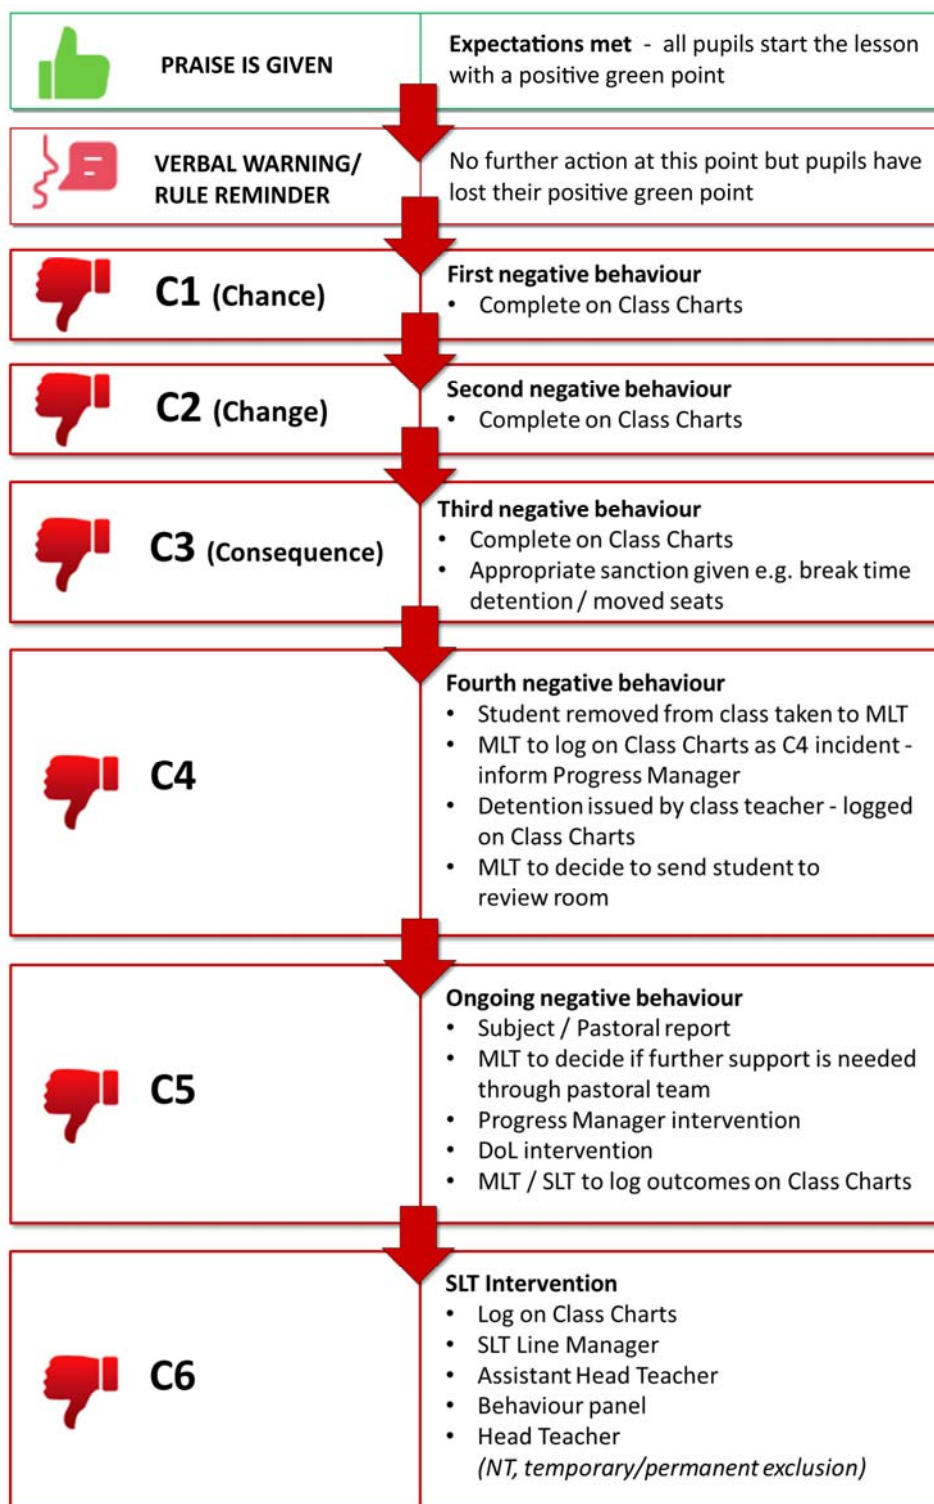 PRAISE IS GIVEN
Expectations met - all pupils start the lesson
with a positive green point
VERBAL WARNING/
RULE REMINDER
No further action at this point but pupils have
lost their positive green point
C1 (Chance)
First negative behaviour
• Complete on Class Charts
C2 (Change)
Second negative behaviour
• Complete on Class Charts
C3 (Consequence)
Third negative behaviour
• Complete on Class Charts
• Appropriate sanction given e.g. break time
detention / moved seats
C4
Fourth negative behaviour
• Student removed from class taken to MLT
• MLT to log on Class Charts as C4 incident -
inform Progress Manager
• Detention issued by class teacher - logged
on Class Charts
• MLT to decide to send student to
review room
C5
Ongoing negative behaviour
• Subject / Pastoral report
• MLT to decide if further support is needed
through pastoral team
• Progress Manager intervention
• DoL intervention
• MLT / SLT to log outcomes on Class Charts
C6
SLT Intervention
• Log on Class Charts
• SLT Line Manager
• Assistant Head Teacher
• Behaviour panel
• Head Teacher
(NT, temporary/permanent exclusion)